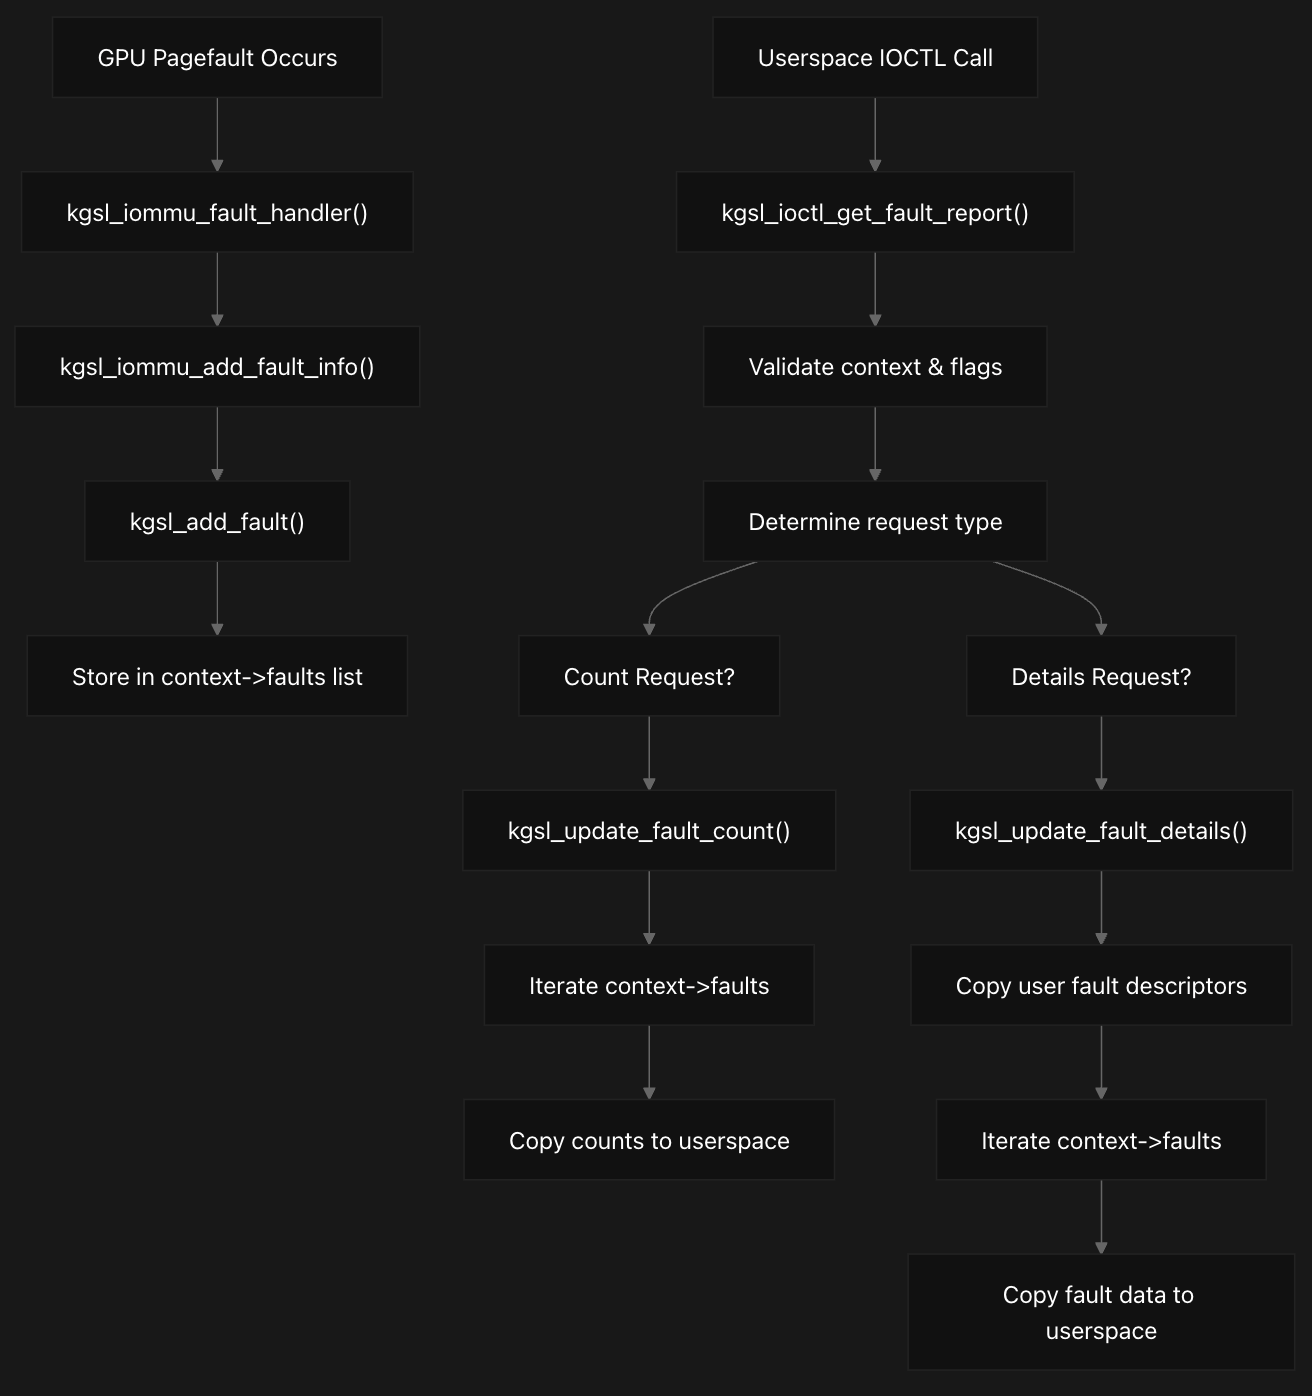 GPU Pagefault Occurs
kgsl_iommu_fault_handler()
kgsl_iommu_add_fault_info()
kgsl_add_fault()
Store in context->faults list
Userspace IOCTL Call
kgsl_ioctl_get_fault_report()
Validate context & flags
Determine request type
Count Request?
kgsl_update_fault_count()
Iterate context->faults
Copy counts to userspace
Details Request?
kgsl_update_fault_details()
Copy user fault descriptors
Iterate context->faults
Copy fault data to
userspace